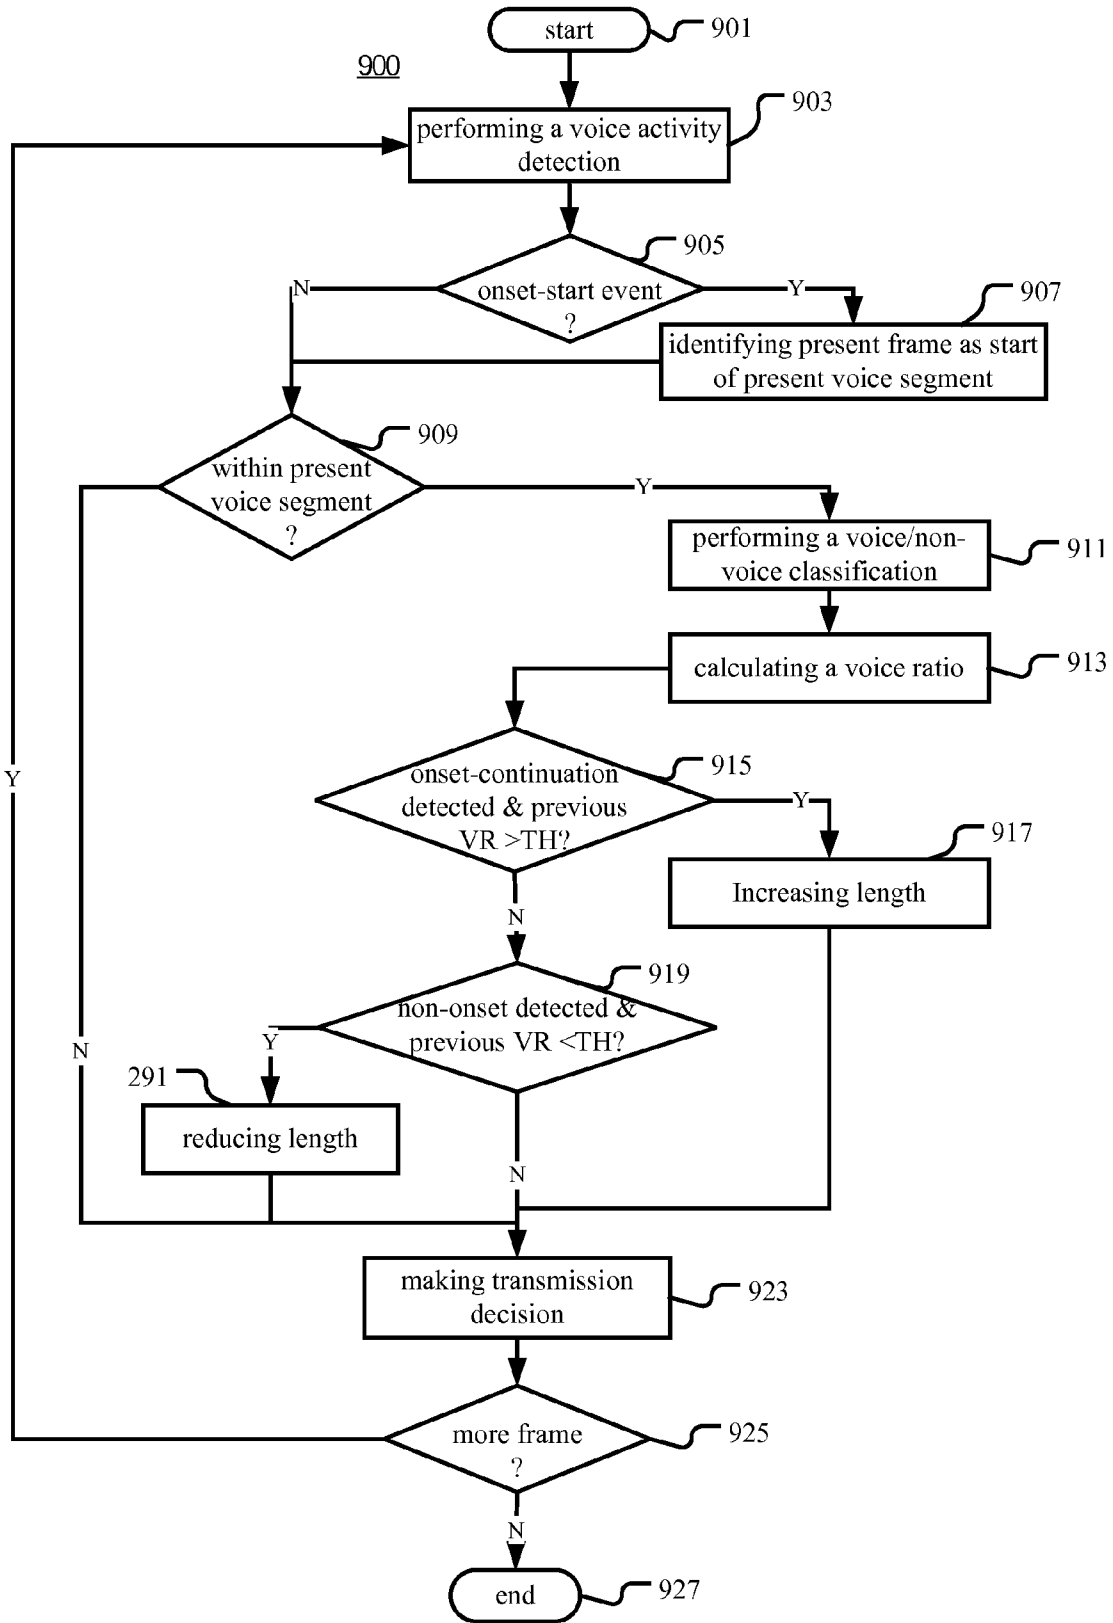 start
901
900
903
performing a voice activity
detection
905
onset-start event
?
N
Y
907
identifying present frame as start
of present voice segment
909
within present
voice segment
?
Y
performing a voice/non-
voice classification
911
calculating a voice ratio
913
onset-continuation
detected & previous
VR >TH?
915
Y
Y
917
Increasing length
N
919
non-onset detected &
previous VR <TH?
Y
N
291
reducing length
N
making transmission
decision
923
more frame
?
925
N
end
927